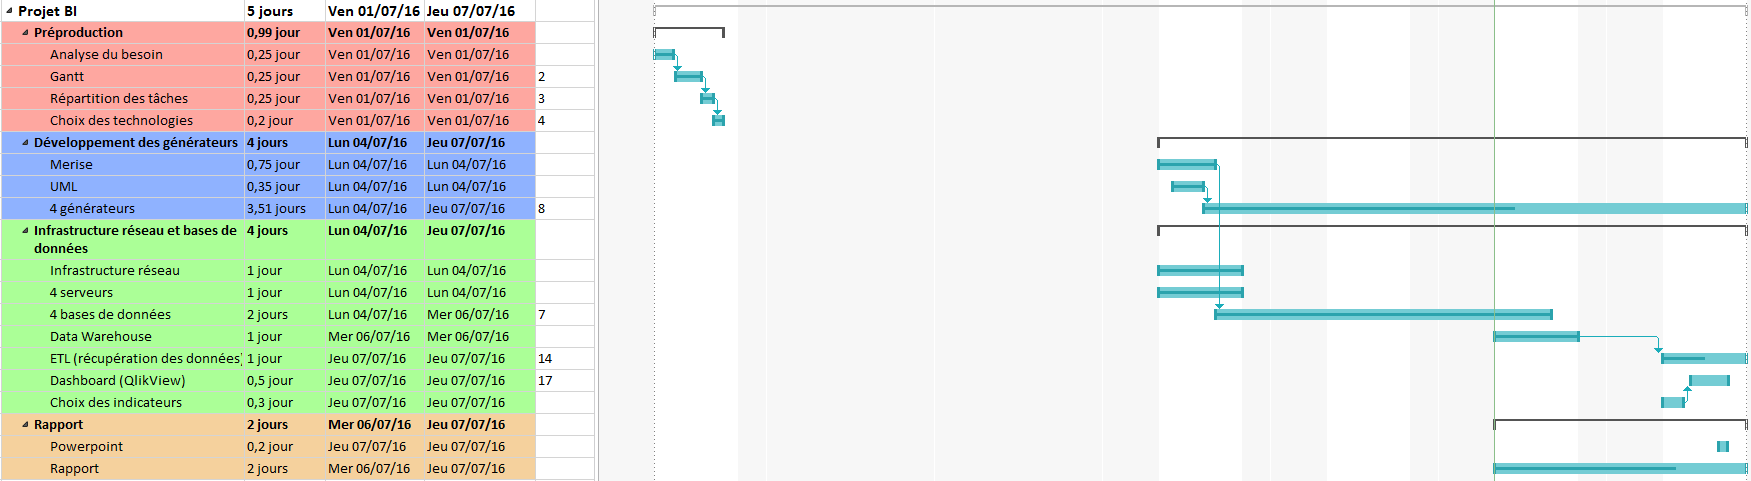 Projet BI 5 jours Ven 01/07/16 Jeu 07/07/16
Préproduction 0,99 jour Ven 01/07/16 Ven 01/07/16
Analyse du besoin 0,25 jour Ven 01/07/16 Ven 01/07/16
Gantt 0,25 jour Ven 01/07/16 Ven 01/07/16 2
Répartition des tâches 0,25 jour Ven 01/07/16 Ven 01/07/16 3
Choix des technologies 0,2 jour Ven 01/07/16 Ven 01/07/16 4
Développement des générateurs 4 jours Lun 04/07/16 Jeu 07/07/16
Merise 0,75 jour Lun 04/07/16 Lun 04/07/16
UML 0,35 jour Lun 04/07/16 Lun 04/07/16
4 générateurs 3,51 jours Lun 04/07/16 Jeu 07/07/16 8
Infrastructure réseau et bases de 4 jours Lun 04/07/16 Jeu 07/07/16
données
Infrastructure réseau 1 jour Lun 04/07/16 Lun 04/07/16
4 serveurs 1 jour Lun 04/07/16 Lun 04/07/16
4 bases de données 2 jours Lun 04/07/16 Mer 06/07/16 7
Data Warehouse 1 jour Mer 06/07/16 Mer 06/07/16
ETL (récupération des données) 1 jour Jeu 07/07/16 Jeu 07/07/16 14
Dashboard (QlikView) 0,5 jour Jeu 07/07/16 Jeu 07/07/16 17
Choix des indicateurs 0,3 jour Jeu 07/07/16 Jeu 07/07/16
Rapport 2 jours Mer 06/07/16 Jeu 07/07/16
Powerpoint 0,2 jour Jeu 07/07/16 Jeu 07/07/16
Rapport 2 jours Mer 06/07/16 Jeu 07/07/16